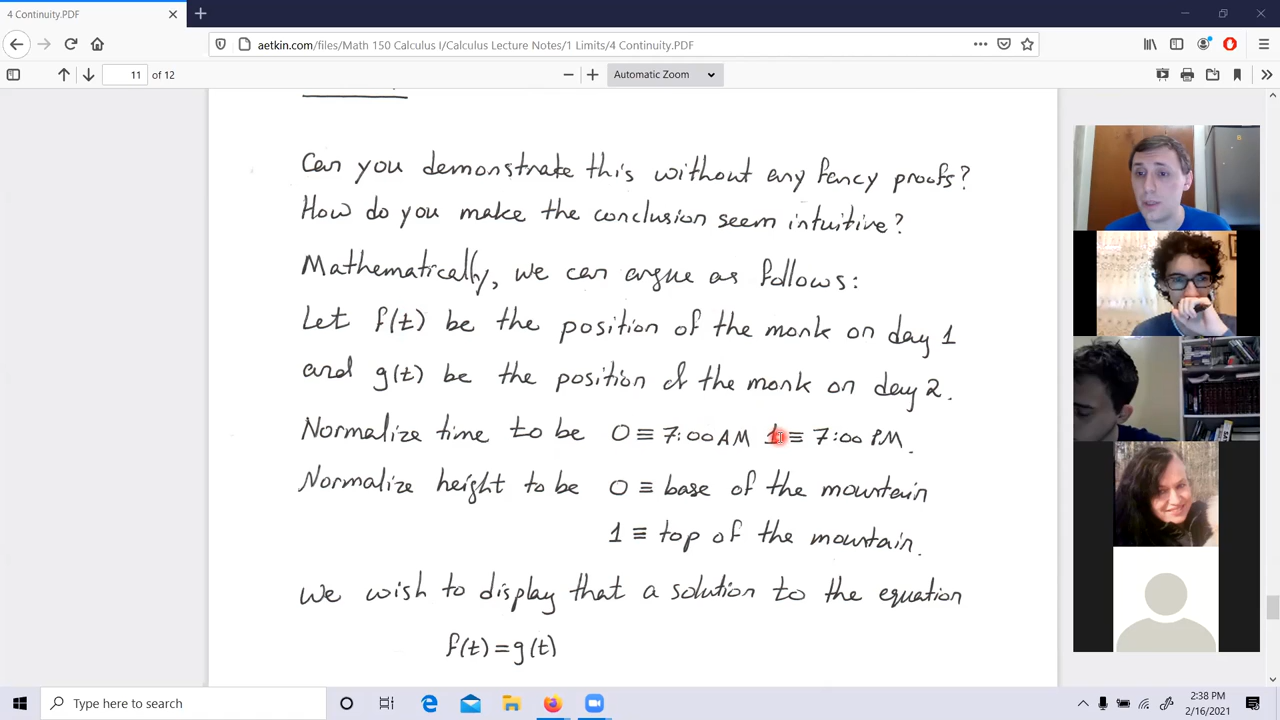 4 Continuity.PDF
aetkin.com/files/Math 150 Calculus I/Calculus Lecture Notes/1 Limits/4 Continuity.PDF
11 of 12
Automatic Zoom
Can you demonstrate this without any fancy proofs?
How do you make the conclusion seem intuitive?
Mathematically, we can argue as follows:
Let f(t) be the position of the monk on day 1
and g(t) be the position of the monk on day 2.
Normalize time to be 0 ≡ 7:00 AM 1 ≡ 7:00 PM.
Normalize height to be 0 ≡ base of the mountain
1 ≡ top of the mountain.
We wish to display that a solution to the equation
f(t) = g(t)
Type here to search
2:38 PM
2/16/2021